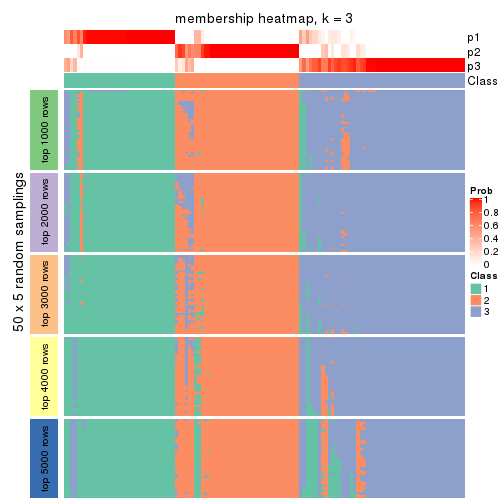 membership heatmap, k = 3
p1
p2
p3
Class
50 x 5 random samplings
top 1000 rows
top 2000 rows
top 3000 rows
top 4000 rows
top 5000 rows
Prob
1
0.8
0.6
0.4
0.2
0
Class
1
2
3